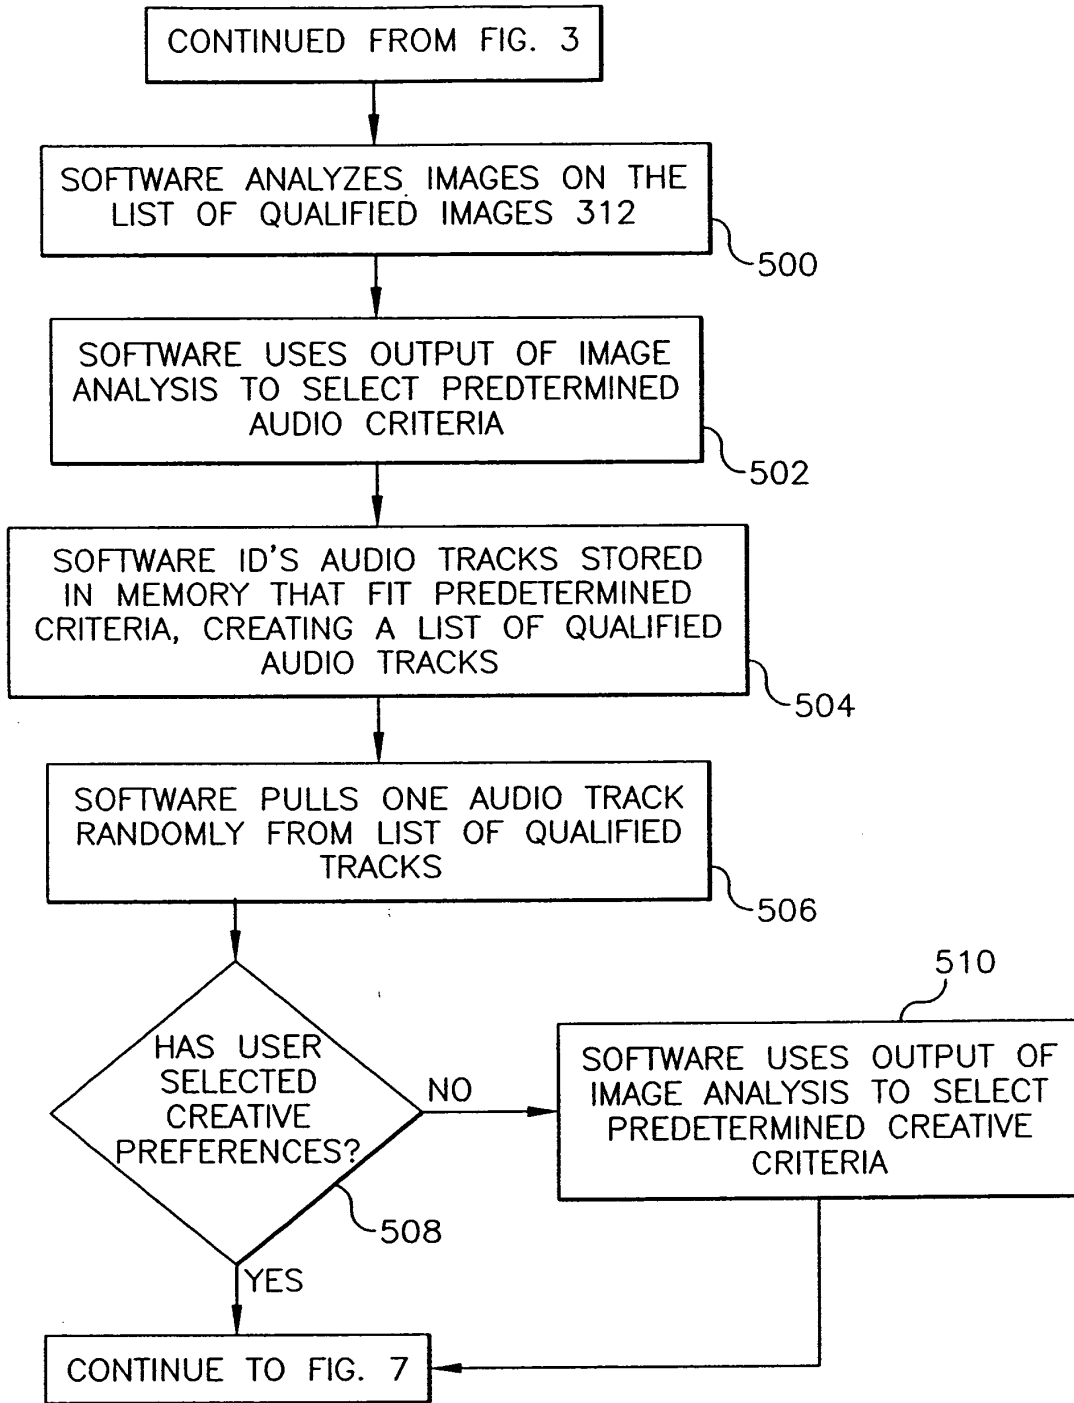 CONTINUED FROM FIG. 3
SOFTWARE ANALYZES IMAGES ON THE
LIST OF QUALIFIED IMAGES 312
500
SOFTWARE USES OUTPUT OF IMAGE
ANALYSIS TO SELECT PREDTERMINED
AUDIO CRITERIA
502
SOFTWARE ID'S AUDIO TRACKS STORED
IN MEMORY THAT FIT PREDETERMINED
CRITERIA, CREATING A LIST OF QUALIFIED
AUDIO TRACKS
504
SOFTWARE PULLS ONE AUDIO TRACK
RANDOMLY FROM LIST OF QUALIFIED
TRACKS
506
HAS USER
SELECTED
CREATIVE
PREFERENCES?
508
NO
510
SOFTWARE USES OUTPUT OF
IMAGE ANALYSIS TO SELECT
PREDETERMINED CREATIVE
CRITERIA
YES
CONTINUE TO FIG. 7